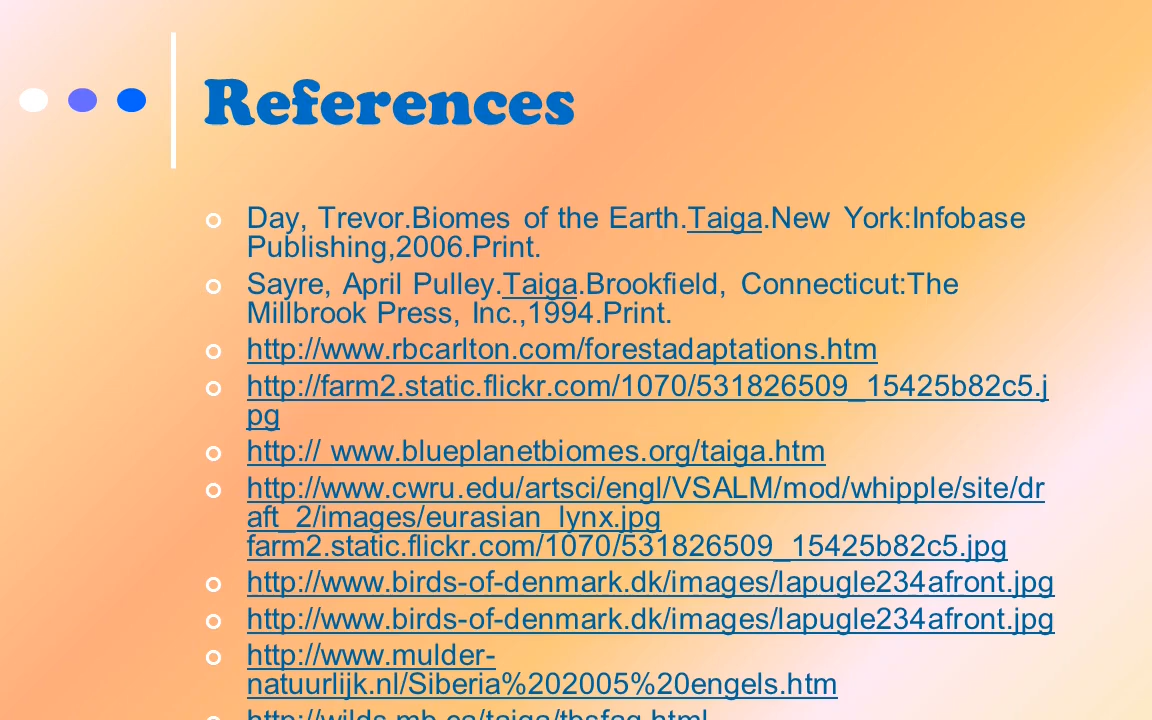 References
Day, Trevor.Biomes of the Earth.Taiga.New York:Infobase
Publishing,2006.Print.
Sayre, April Pulley.Taiga.Brookfield, Connecticut:The
Millbrook Press, Inc.,1994.Print.
http://www.rbcarlton.com/forestadaptations.htm
http://farm2.static.flickr.com/1070/531826509_15425b82c5.j
pg
http:// www.blueplanetbiomes.org/taiga.htm
http://www.cwru.edu/artsci/engl/VSALM/mod/whipple/site/dr
aft_2/images/eurasian_lynx.jpg
farm2.static.flickr.com/1070/531826509_15425b82c5.jpg
http://www.birds-of-denmark.dk/images/lapugle234afront.jpg
http://www.birds-of-denmark.dk/images/lapugle234afront.jpg
http://www.mulder-
natuurlijk.nl/Siberia%202005%20engels.htm
http://wilds.mb.ca/taiga/tbsfaq.html